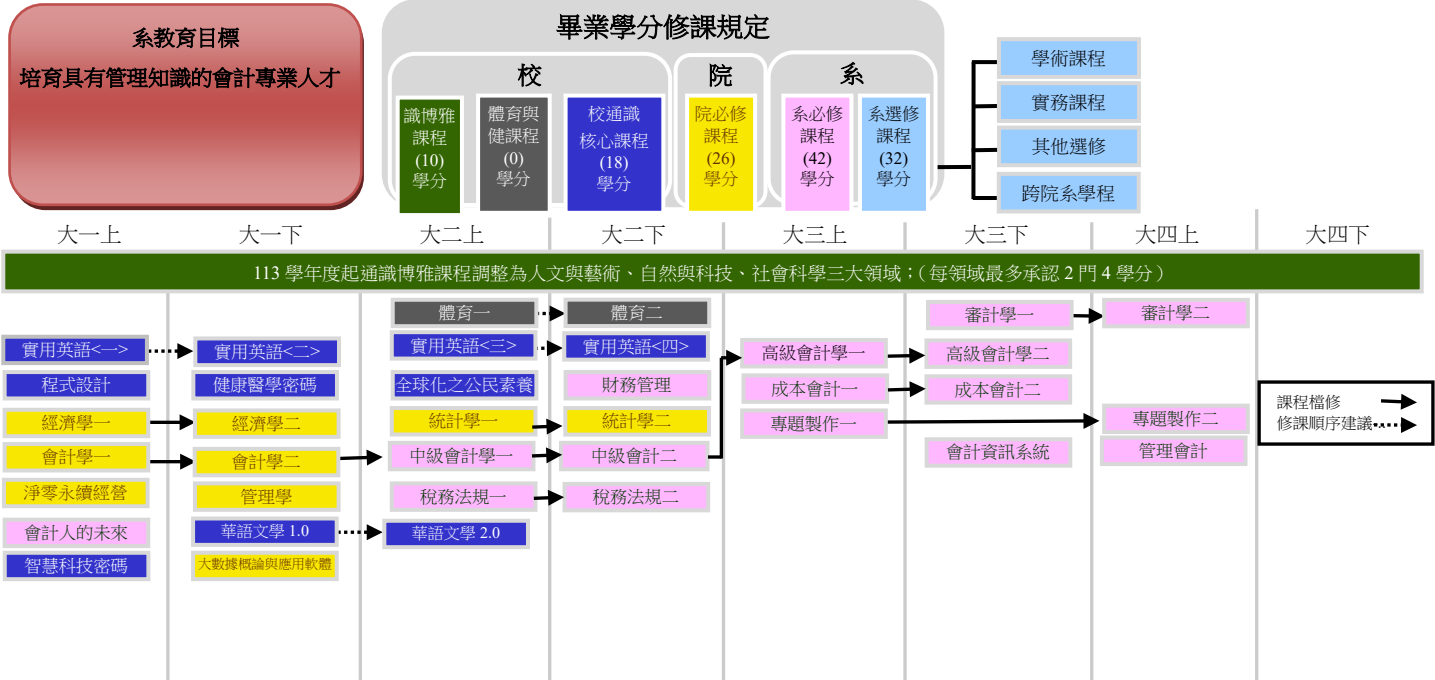 系教育目標
培育具有管理知識的會計專業人才
畢業學分修課規定
校
院
系
識博雅
課程
(10)
學分
體育與
健課程
(0)
學分
校通識
核心課程
(18)
學分
院必修
課程
(26)
學分
系必修
課程
(42)
學分
系選修
課程
(32)
學分
學術課程
實務課程
其他選修
跨院系學程
大一上
大一下
大二上
大二下
大三上
大三下
大四上
大四下
113 學年度起通識博雅課程調整為人文與藝術、自然與科技、社會科學三大領域；（每領域最多承認 2 門 4 學分）
實用英語<一>
程式設計
經濟學一
會計學一
淨零永續經營
會計人的未來
智慧科技密碼
實用英語<二>
健康醫學密碼
經濟學二
會計學二
管理學
華語文學 1.0
大數據概論與應用軟體
體育一
實用英語<三>
全球化之公民素養
統計學一
中級會計學一
稅務法規一
華語文學 2.0
體育二
實用英語<四>
財務管理
統計學二
中級會計二
稅務法規二
高級會計學一
成本會計一
專題製作一
審計學一
高級會計學二
成本會計二
會計資訊系統
審計學二
專題製作二
管理會計
課程檔修
修課順序建議